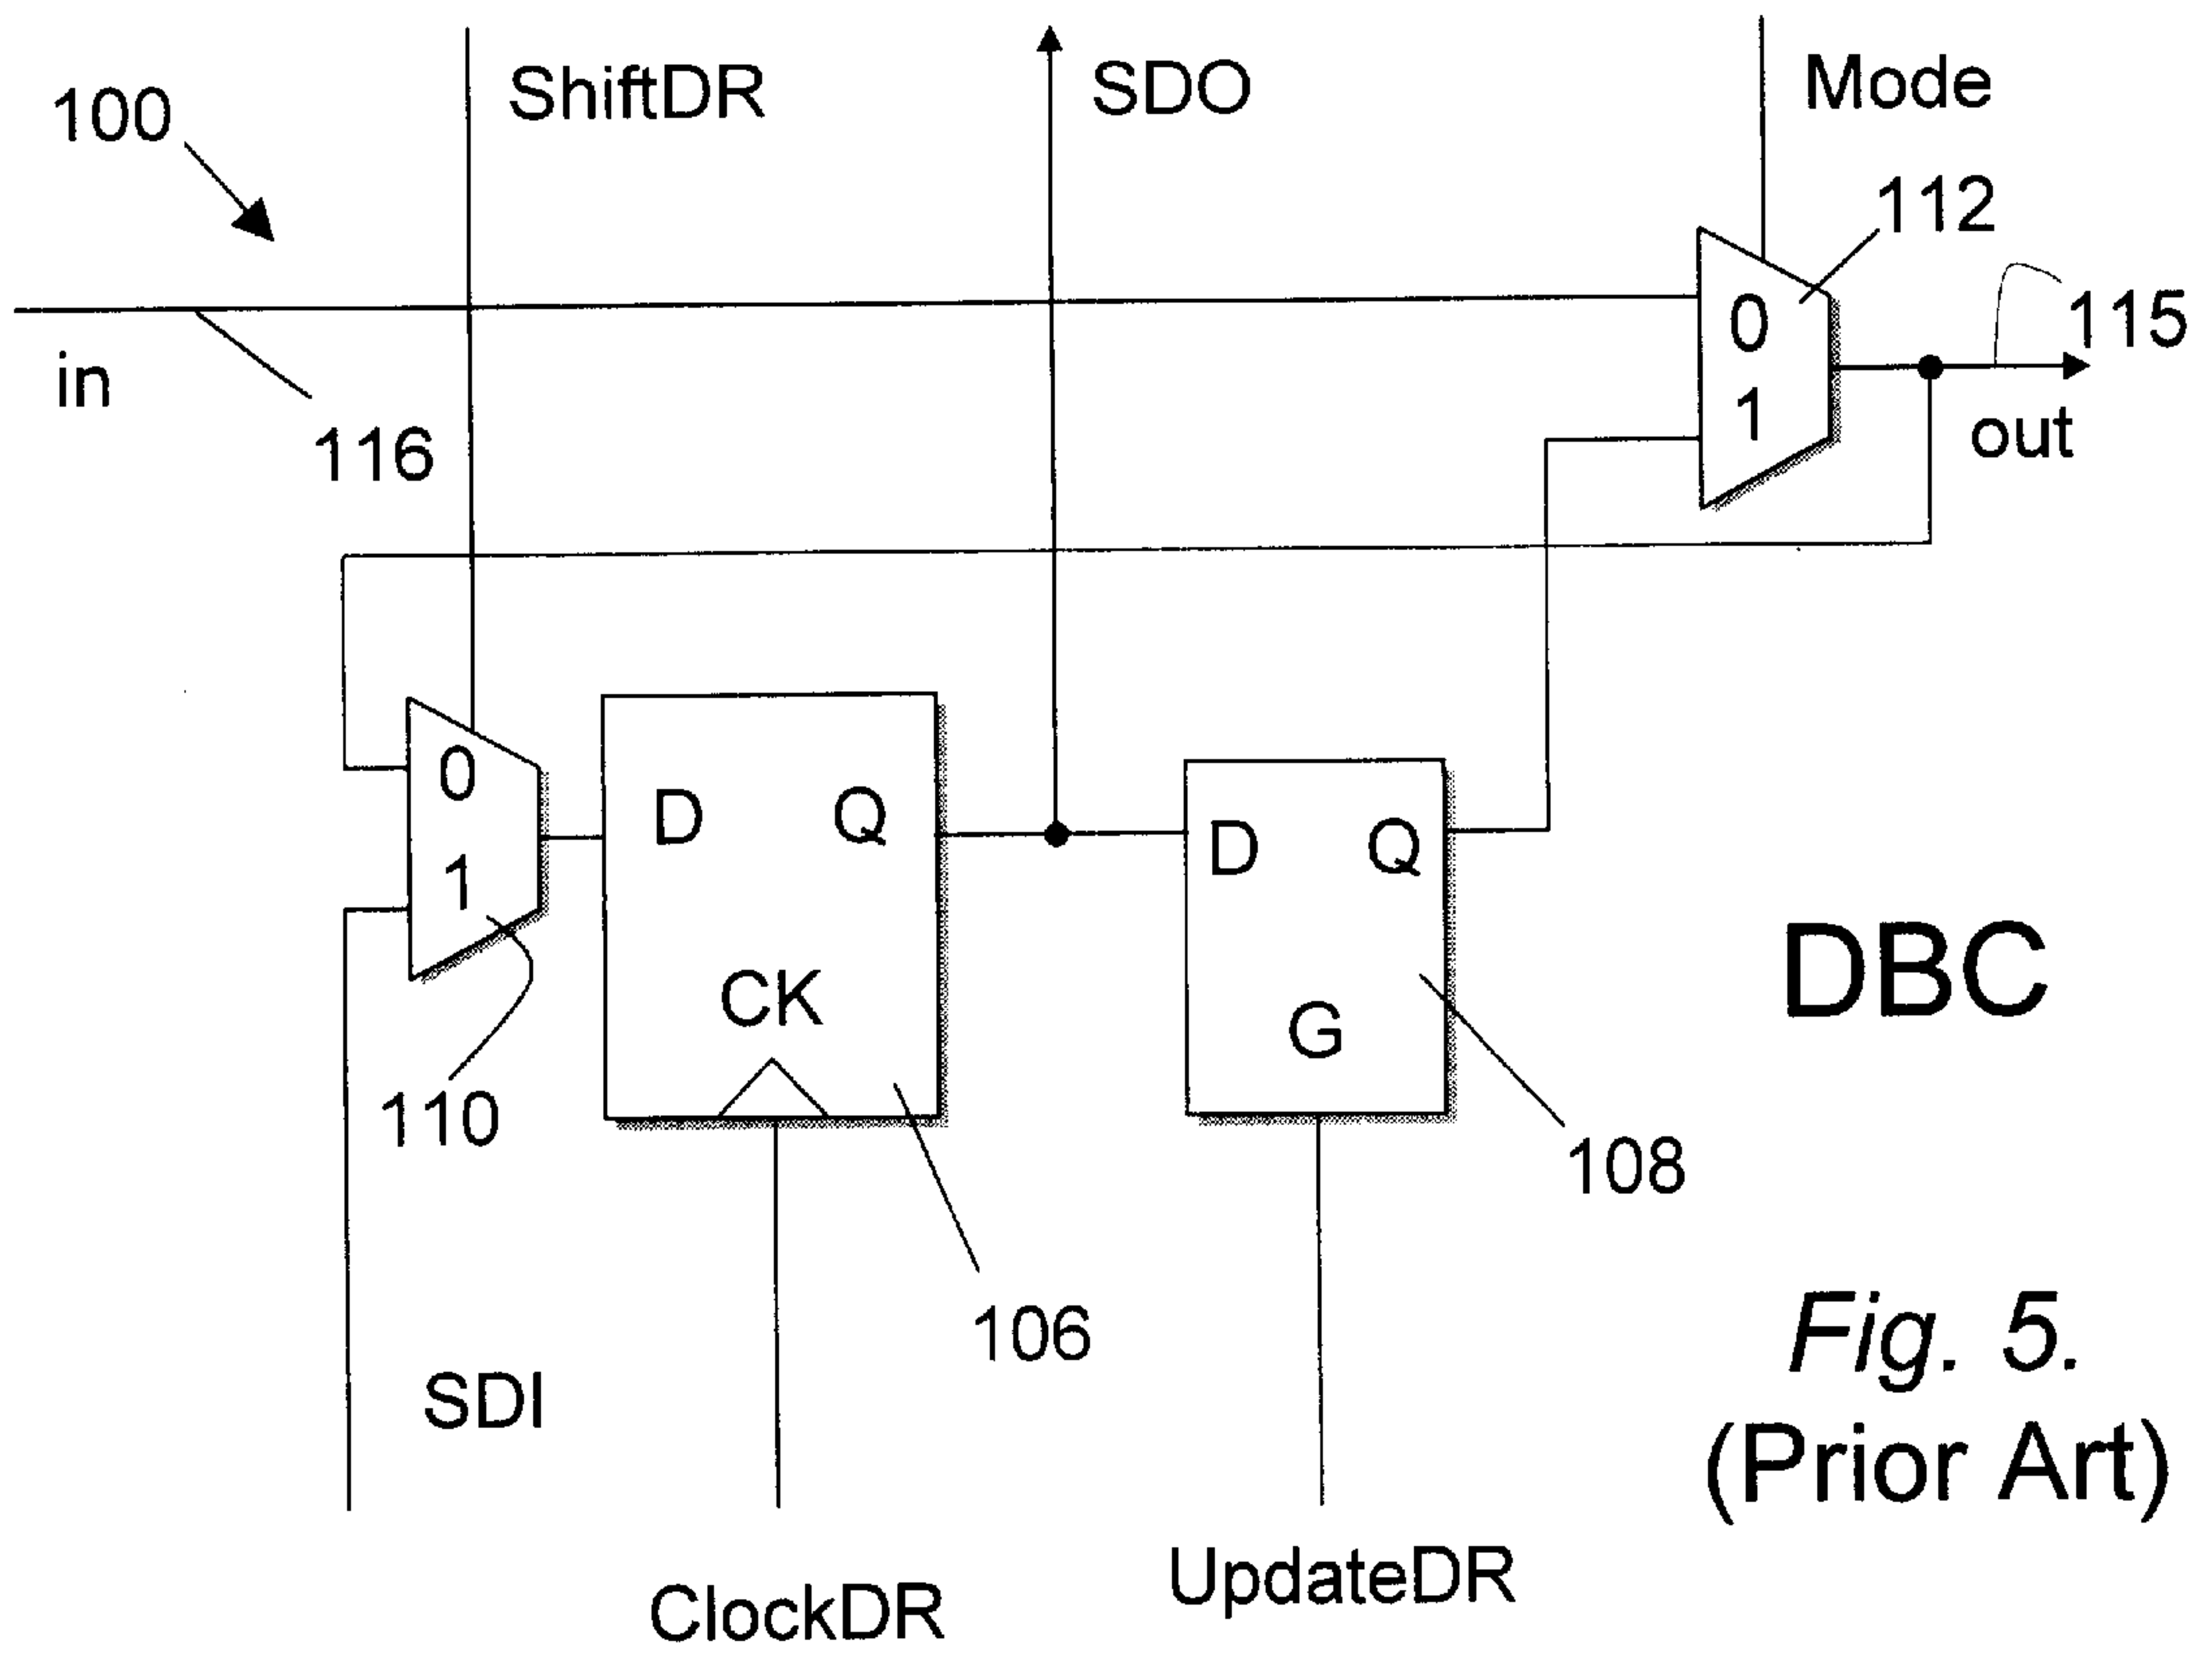 ShiftDR
SDO
Mode
100
112
0
115
in
1
out
116
0
D
Q
D
Q
1
DBC
CK
G
110
108
106
Fig. 5.
SDI
(Prior Art)
UpdateDR
ClockDR